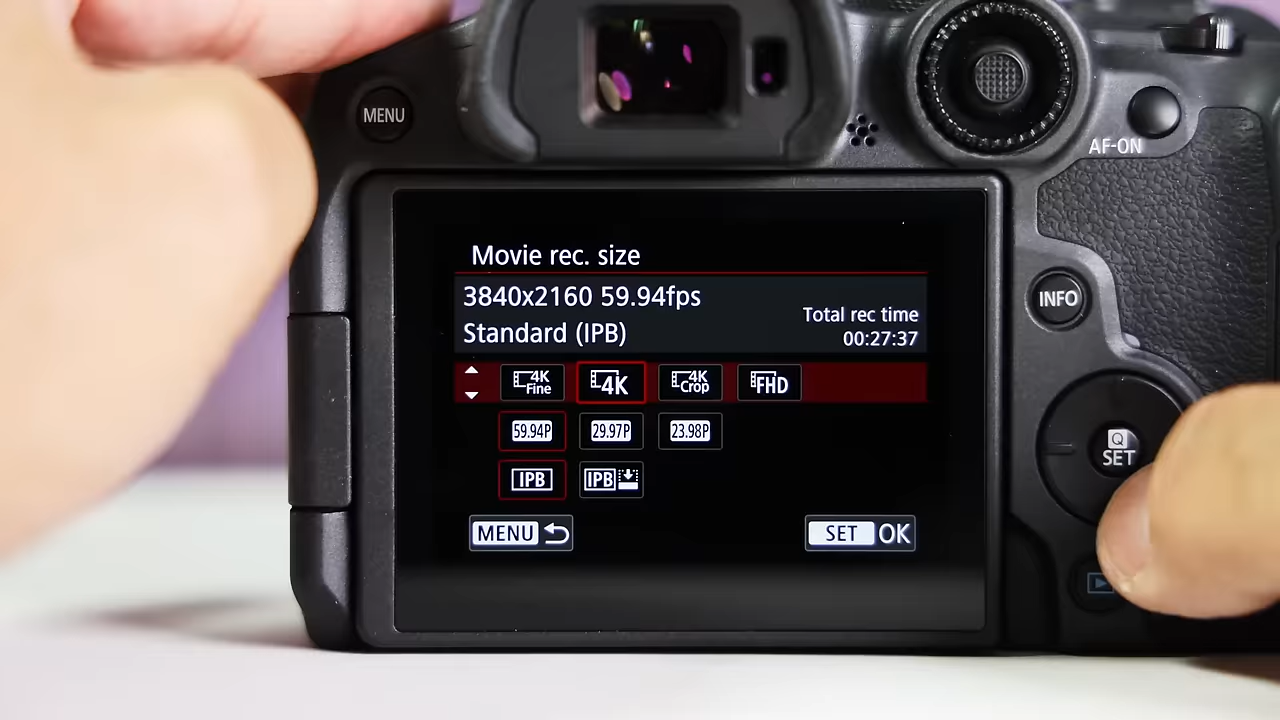 MENU
AF-ON
Movie rec. size
3840x2160 59.94fps
Standard (IPB)
Total rec time
00:27:37
4K Fine 4K 4K Crop FHD
59.94P 29.97P 23.98P
IPB IPB
MENU SET OK
INFO
Q
SET